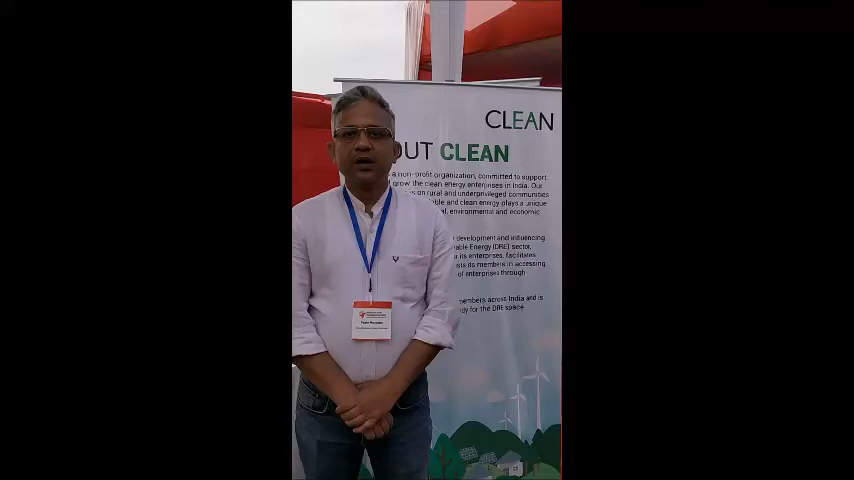 CLEAN
OUT CLEAN
a non-profit organization, committed to support
grow the clean energy enterprises in India. Our
us on rural and underprivileged communities
able and clean energy plays a unique
al, environmental and economic
development and influencing
able Energy (DRE) sector,
its enterprises, facilitates
its members in accessing
of enterprises through
members across India and is
for the DRE space